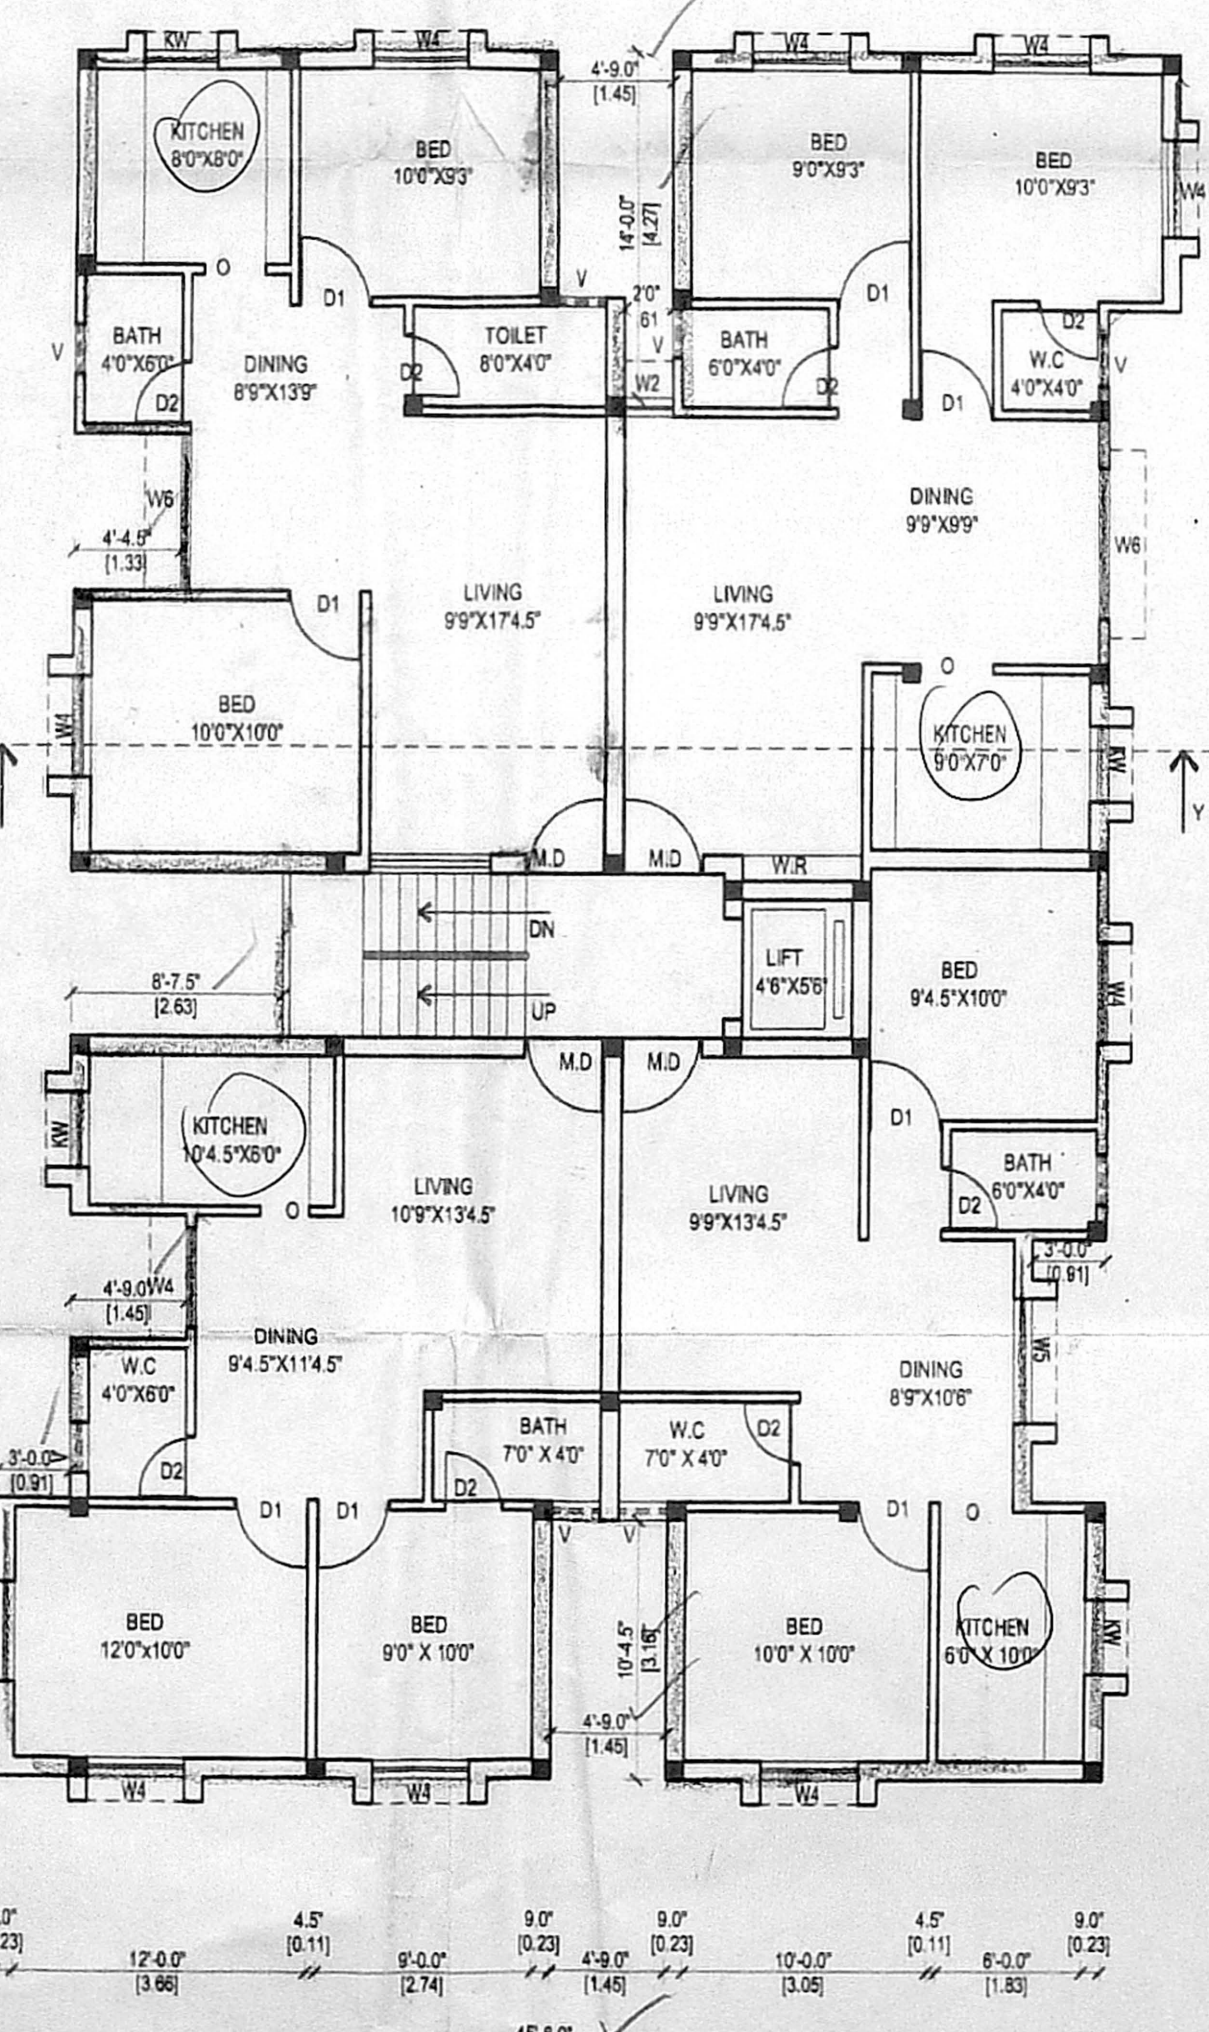 KW
W4
W4
W4
4'-9.0"
[1.45]
KITCHEN
8'0"X8'0"
BED
10'0"X9'3"
BED
9'0"X9'3"
BED
10'0"X9'3"
W4
14'-0.0"
[4.27]
O
D1
V
2'0"
61
D1
D2
BATH
4'0"X6'0"
V
D2
DINING
8'9"X13'9"
D2
TOILET
8'0"X4'0"
V
W2
BATH
6'0"X4'0"
D2
D1
W.C
4'0"X4'0"
V
W6
4'-4.5"
[1.33]
DINING
9'9"X9'9"
W6
D1
LIVING
9'9"X17'4.5"
LIVING
9'9"X17'4.5"
O
BED
10'0"X10'0"
W4
KITCHEN
9'0"X7'0"
KW
Y
M.D
M.D
W.R
DN
UP
LIFT
4'6"X5'6"
BED
9'4.5"X10'0"
W4
8'-7.5"
[2.63]
M.D
M.D
KW
KITCHEN
10'4.5"X6'0"
O
D1
BATH
6'0"X4'0"
D2
LIVING
10'9"X13'4.5"
LIVING
9'9"X13'4.5"
3'-0.0"
[0.91]
4'-9.0"
[1.45]
W4
DINING
9'4.5"X11'4.5"
W5
W.C
4'0"X6'0"
D2
DINING
8'9"X10'6"
BATH
7'0" X 4'0"
D2
W.C
7'0" X 4'0"
D2
3'-0.0"
[0.91]
V
D1
D1
V
V
D1
O
BED
12'0"x10'0"
BED
9'0" X 10'0"
10'-4.5"
[3.16]
BED
10'0" X 10'0"
KITCHEN
6'0" X 10'0"
KW
4'-9.0"
[1.45]
W4
W4
W4
4.5"
[0.11]
9.0"
[0.23]
9.0"
[0.23]
4.5"
[0.11]
9.0"
[0.23]
12'-0.0"
[3.66]
9'-0.0"
[2.74]
4'-9.0"
[1.45]
10'-0.0"
[3.05]
6'-0.0"
[1.83]